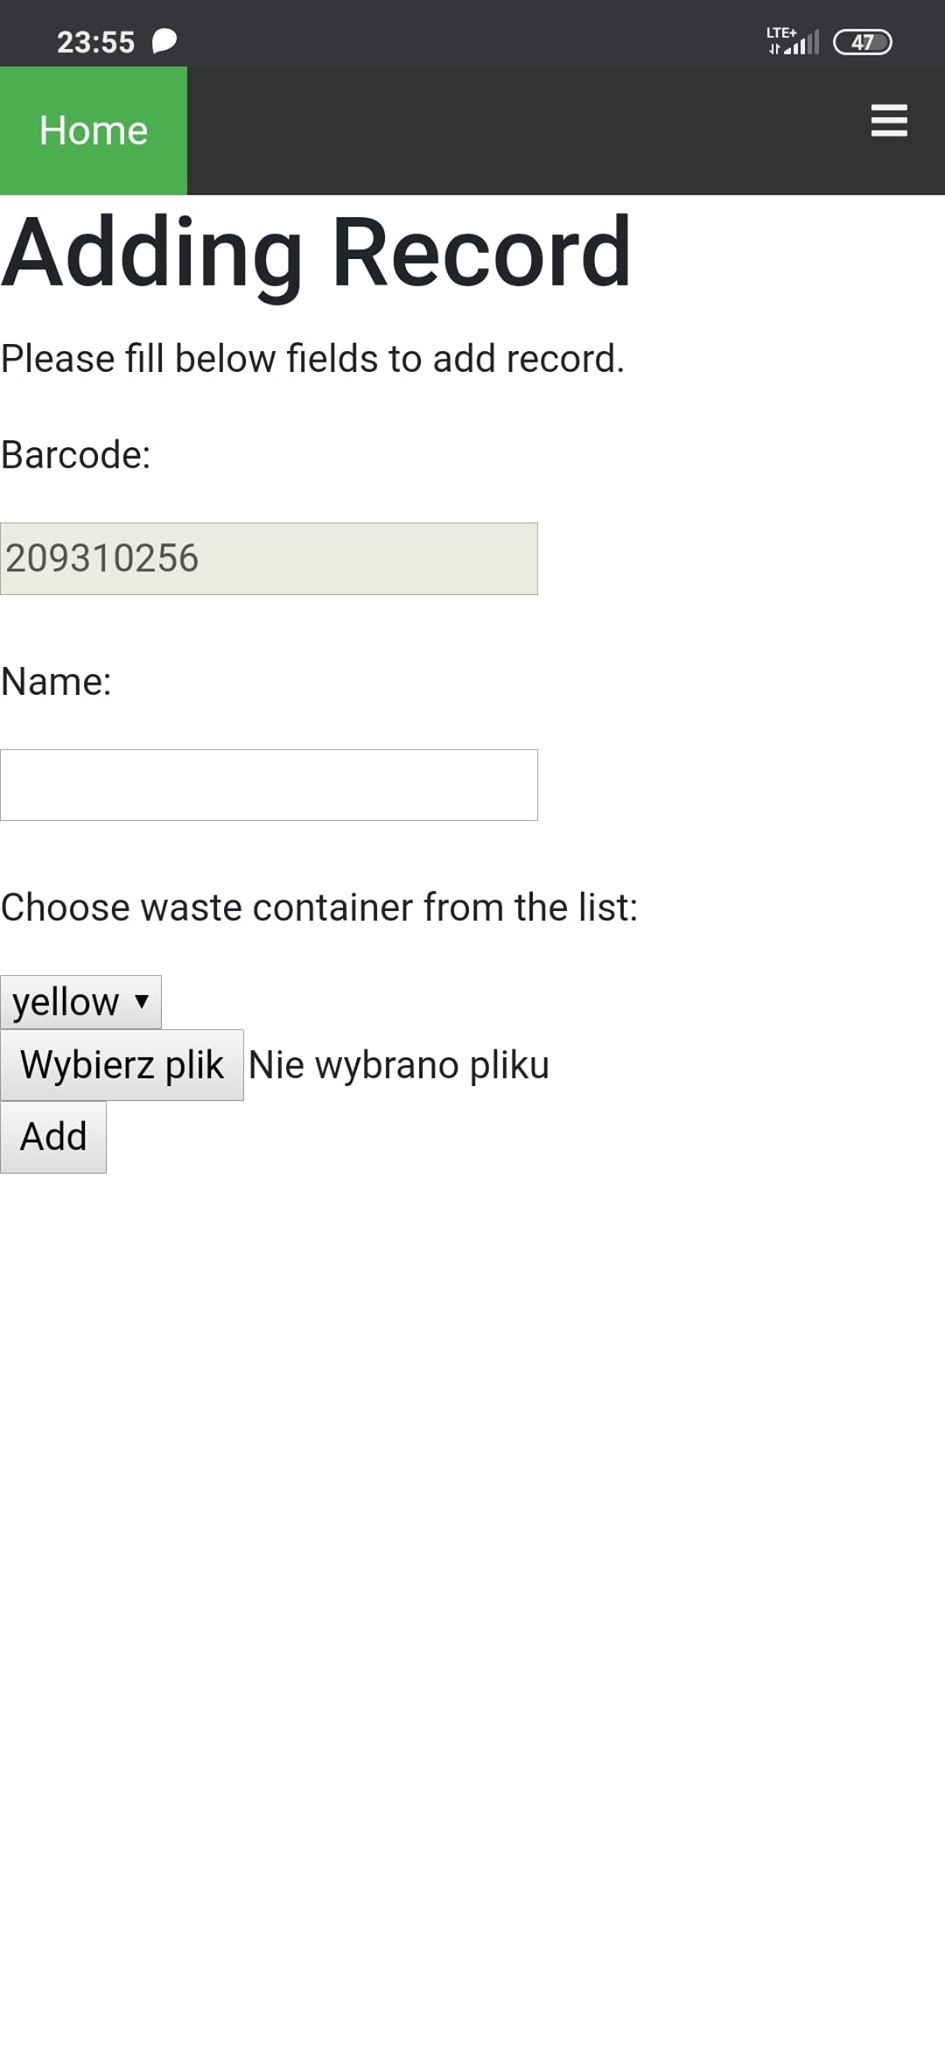 23:55
LTE+
47
Home
Adding Record
Please fill below fields to add record.
Barcode:
209310256
Name:
Choose waste container from the list:
yellow
Wybierz plik Nie wybrano pliku
Add